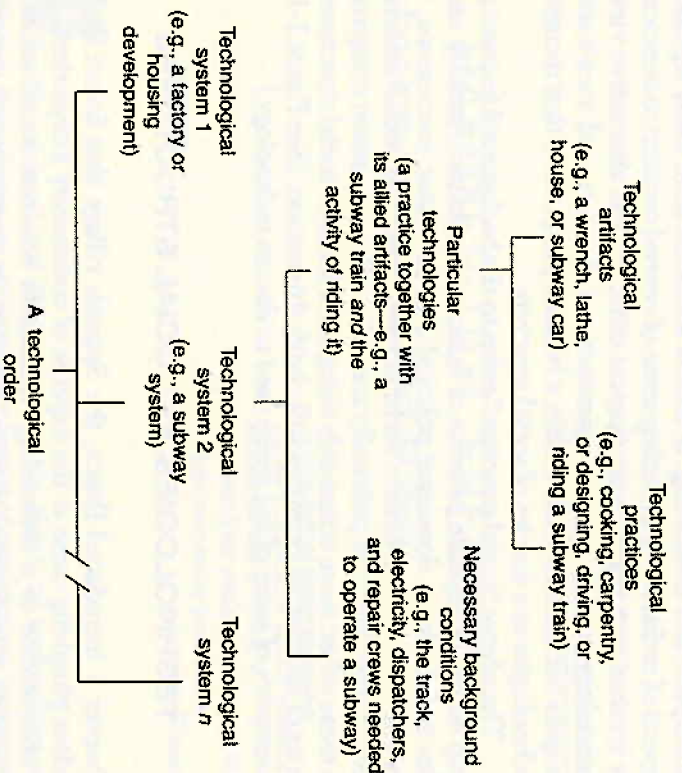 Technological
artifacts
(e.g., a wrench, lathe,
house, or subway car)
Technological
practices
(e.g., cooking, carpentry,
or designing, driving, or
riding a subway train)
Particular
technologies
(a practice together with
its allied artifacts—e.g., a
subway train and the
activity of riding it)
Necessary background
conditions
(e.g., the track,
electricity, dispatchers,
and repair crews needed
to operate a subway)
Technological
system 1
(e.g., a factory or
housing
development)
Technological
system 2
(e.g., a subway
system)
Technological
system n
A technological
order